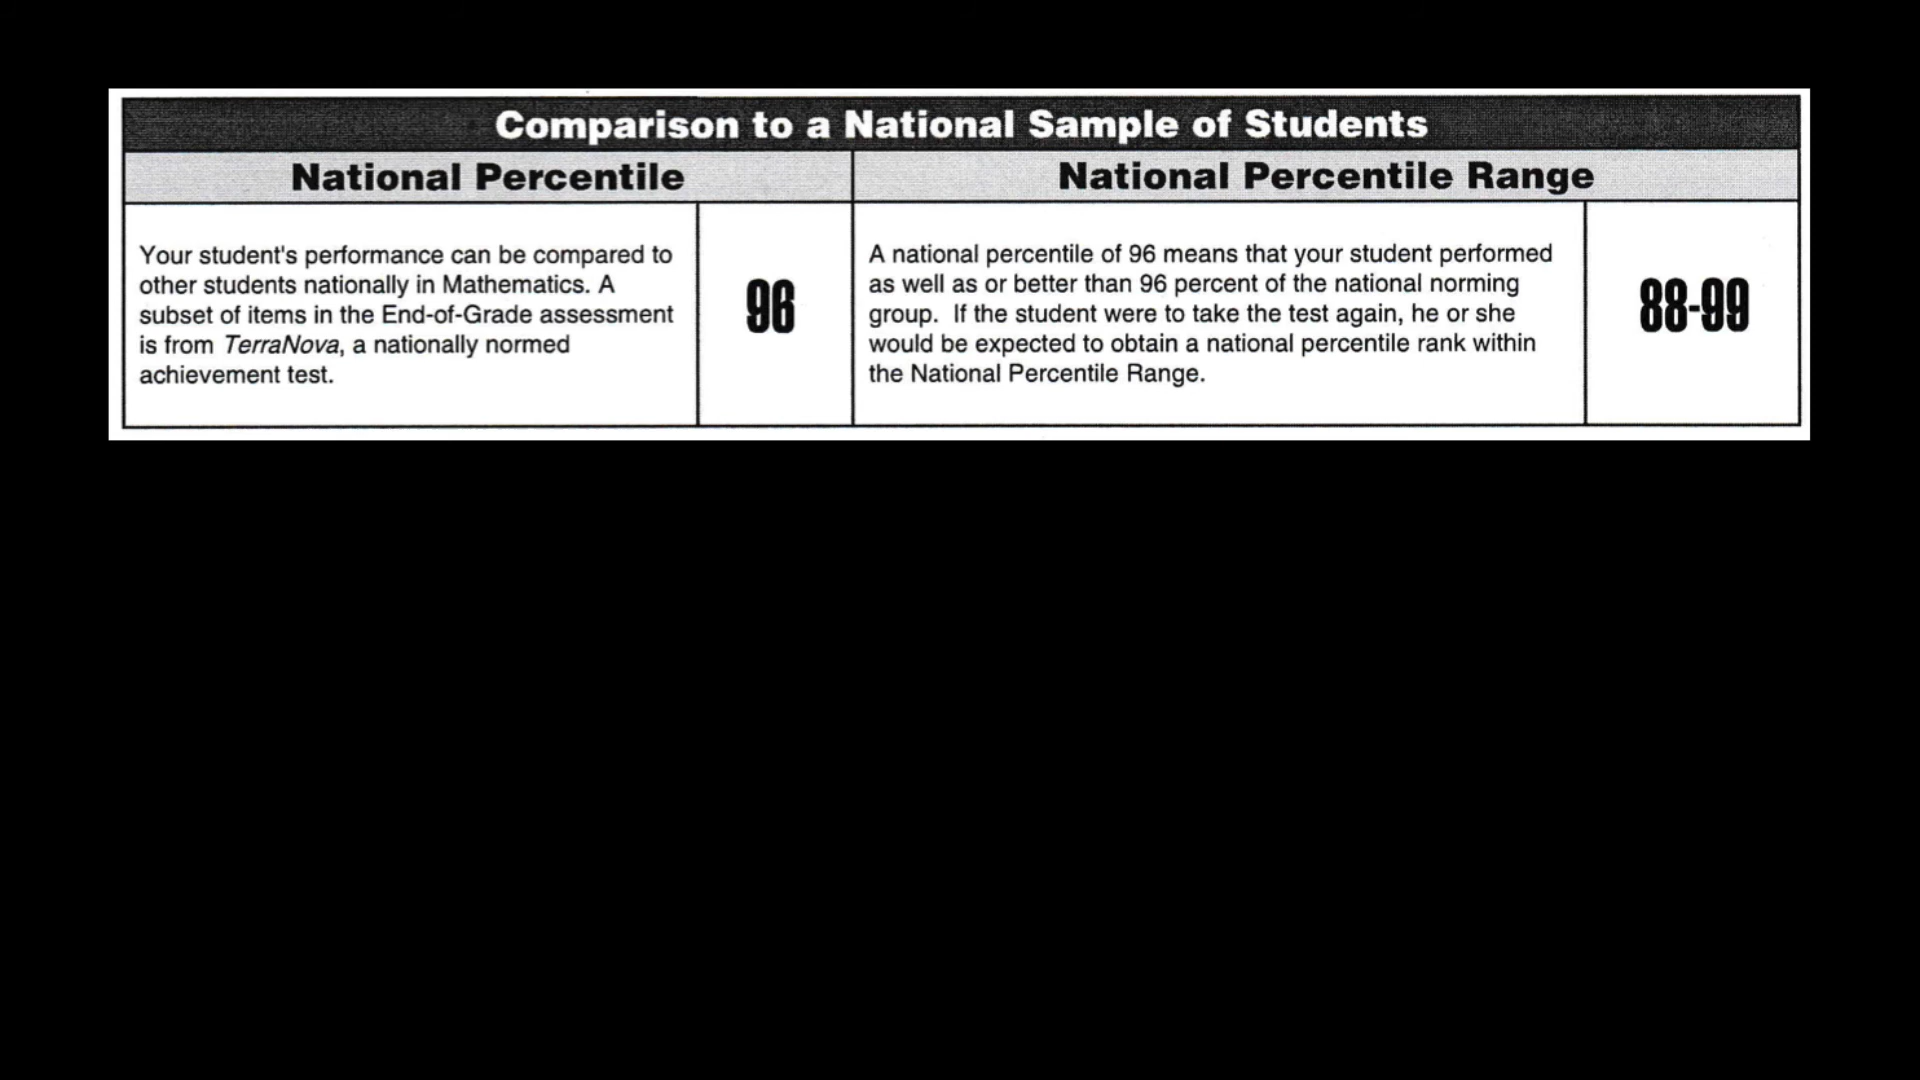 Comparison to a National Sample of Students
National Percentile
National Percentile Range
Your student's performance can be compared to
other students nationally in Mathematics. A
subset of items in the End-of-Grade assessment
is from TerraNova, a nationally normed
achievement test.
96
A national percentile of 96 means that your student performed
as well as or better than 96 percent of the national norming
group. If the student were to take the test again, he or she
would be expected to obtain a national percentile rank within
the National Percentile Range.
88-99